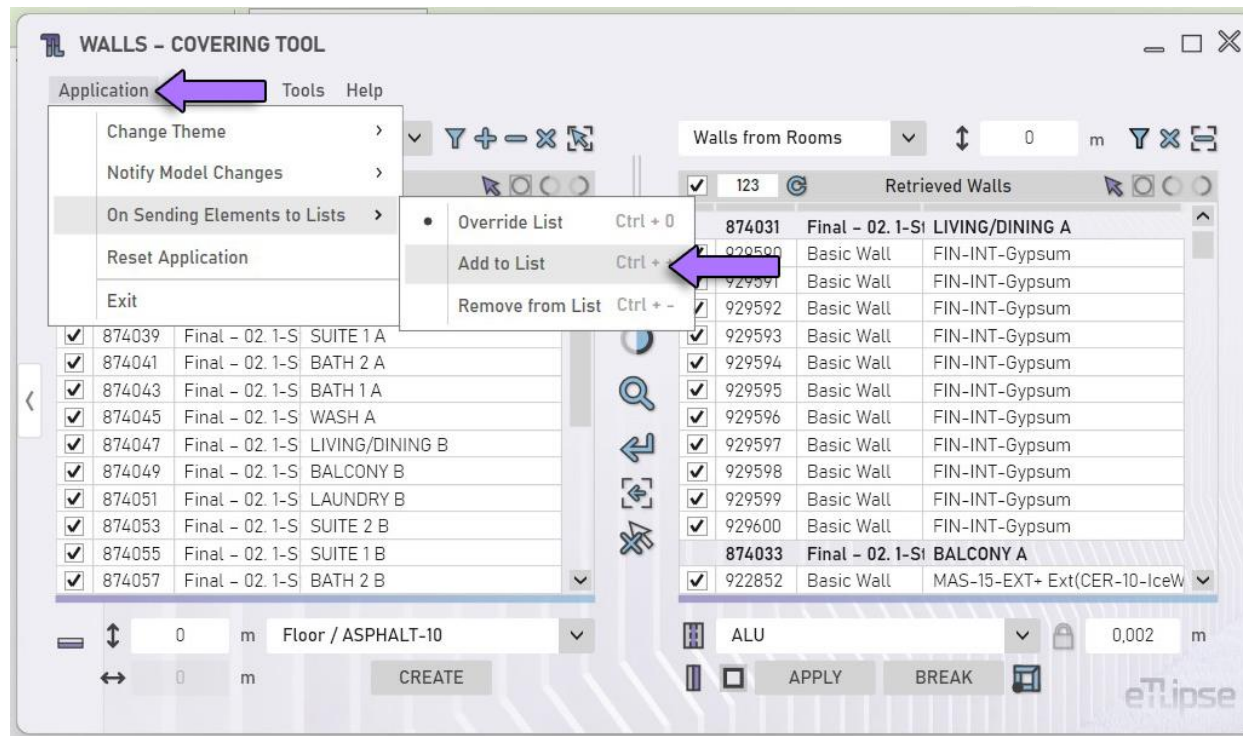 WALLS – COVERING TOOL
Application Tools Help
Change Theme
Notify Model Changes
On Sending Elements to Lists
Reset Application
Exit
Override List Ctrl + 0
Add to List Ctrl +
Remove from List Ctrl + -
874039 Final – 02. 1-S SUITE 1 A
874041 Final – 02. 1-S BATH 2 A
874043 Final – 02. 1-S BATH 1 A
874045 Final – 02. 1-S WASH A
874047 Final – 02. 1-S LIVING/DINING B
874049 Final – 02. 1-S BALCONY B
874051 Final – 02. 1-S LAUNDRY B
874053 Final – 02. 1-S SUITE 2 B
874055 Final – 02. 1-S SUITE 1 B
874057 Final – 02. 1-S BATH 2 B
0 m Floor / ASPHALT-10
0 m CREATE
Walls from Rooms 0 m
123 Retrieved Walls
874031 Final – 02. 1-St LIVING/DINING A
929590 Basic Wall FIN-INT-Gypsum
929591 Basic Wall FIN-INT-Gypsum
929592 Basic Wall FIN-INT-Gypsum
929593 Basic Wall FIN-INT-Gypsum
929594 Basic Wall FIN-INT-Gypsum
929595 Basic Wall FIN-INT-Gypsum
929596 Basic Wall FIN-INT-Gypsum
929597 Basic Wall FIN-INT-Gypsum
929598 Basic Wall FIN-INT-Gypsum
929599 Basic Wall FIN-INT-Gypsum
929600 Basic Wall FIN-INT-Gypsum
874033 Final – 02. 1-St BALCONY A
922852 Basic Wall MAS-15-EXT+ Ext(CER-10-IceW
ALU 0,002 m
APPLY BREAK
eTLipse